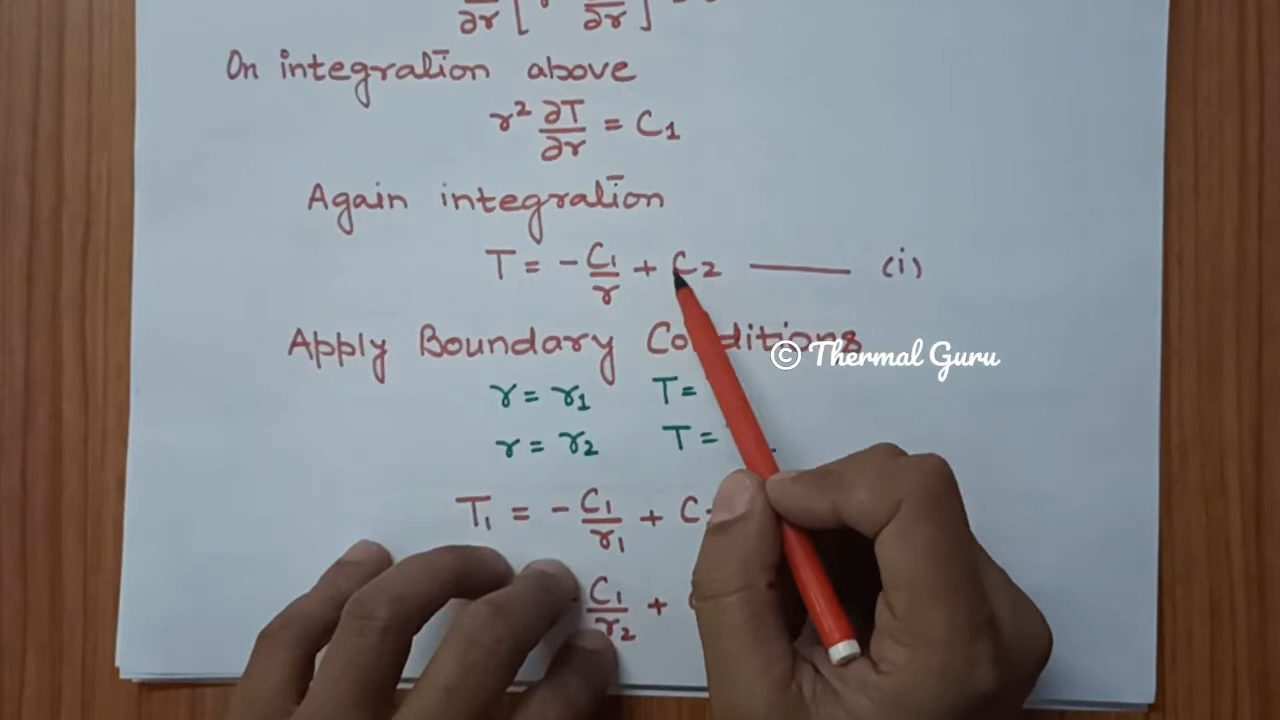 ∂/∂r [ ∂r ]
On integration above
r² ∂T/∂r = C1
Again integration
T = -C1/r + C2 ——— (i)
Apply Boundary Conditions
© Thermal Guru
r = r1 T =
r = r2 T =
T1 = -C1/r1 + C
C1/r2 +